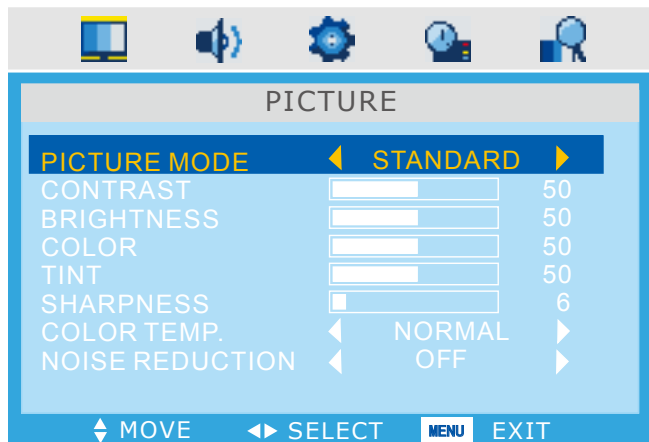 PICTURE
PICTURE MODE STANDARD
CONTRAST 50
BRIGHTNESS 50
COLOR 50
TINT 50
SHARPNESS 6
COLOR TEMP. NORMAL
NOISE REDUCTION OFF
MOVE SELECT MENU EXIT